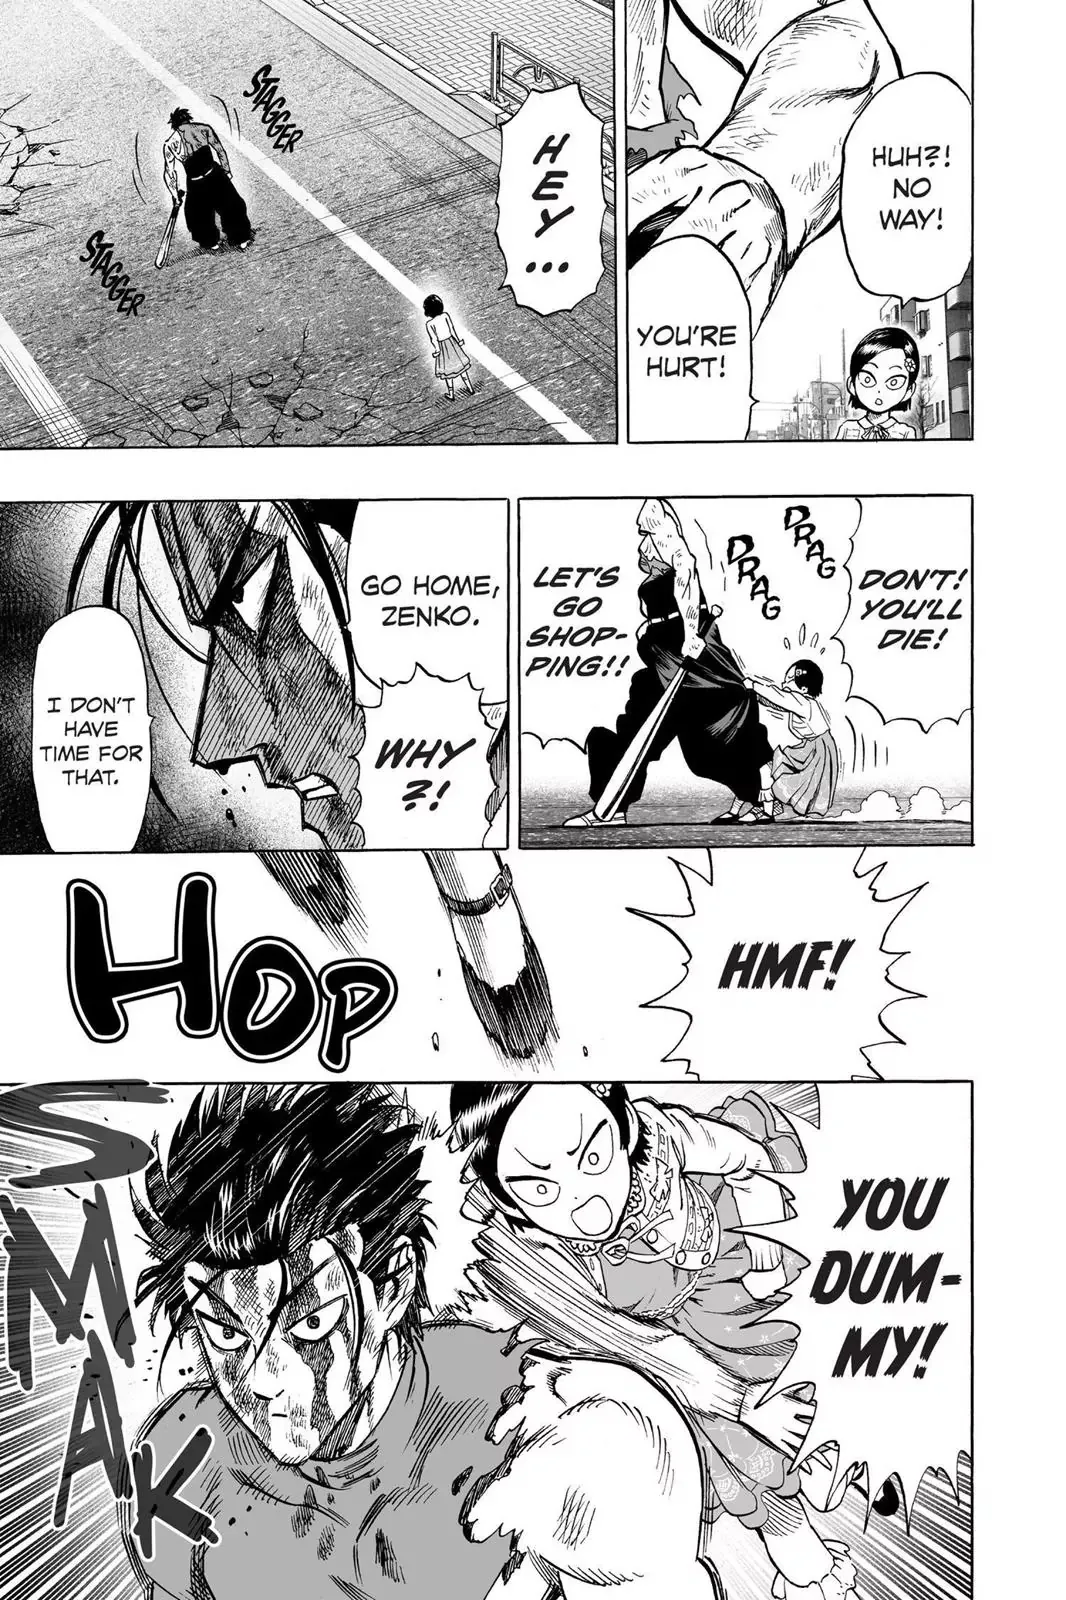 HUH?!
NO
WAY!
YOU'RE
HURT!
HEY
...
STAGGER
STAGGER
DON'T!
YOU'LL
DIE!
DRAG
DRAG
LET'S
GO
SHOP-
PING!!
GO HOME,
ZENKO.
WHY
?!
I DON'T
HAVE
TIME FOR
THAT.
HMF!
HOP
YOU
DUM-
MY!
SMAK